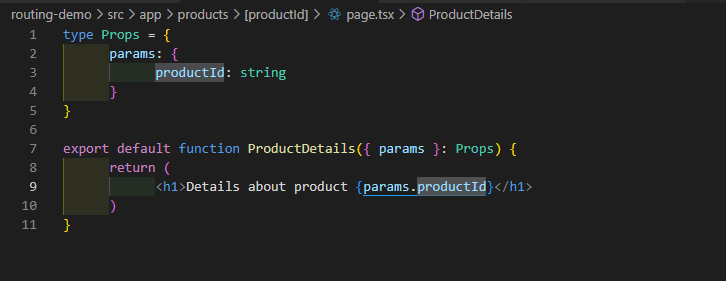 routing-demo > src > app > products > [productId] > page.tsx > ProductDetails
1 type Props = {
2 params: {
3 productId: string
4 }
5 }
6
7 export default function ProductDetails({ params }: Props) {
8 return (
9 <h1>Details about product {params.productId}</h1>
10 )
11 }